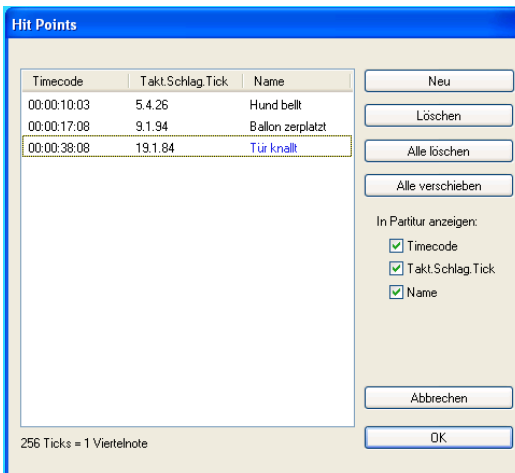 Hit Points
Timecode Takt.Schlag.Tick Name
00:00:10:03 5.4.26 Hund bellt
00:00:17:08 9.1.94 Ballon zerplatzt
00:00:38:08 19.1.84 Tür knallt
Neu
Löschen
Alle löschen
Alle verschieben
In Partitur anzeigen:
Timecode
Takt.Schlag.Tick
Name
Abbrechen
OK
256 Ticks = 1 Viertelnote